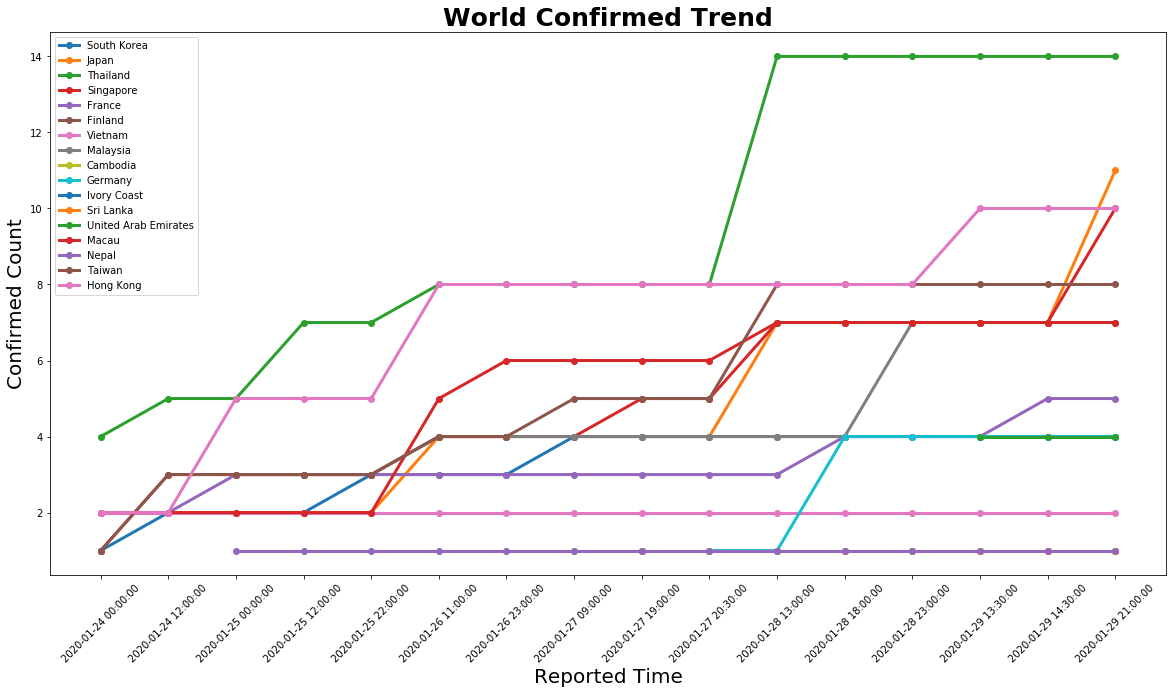 World Confirmed Trend
South Korea
Japan
Thailand
Singapore
France
Finland
Vietnam
Malaysia
Cambodia
Germany
Ivory Coast
Sri Lanka
United Arab Emirates
Macau
Nepal
Taiwan
Hong Kong
Confirmed Count
14
12
10
8
6
4
2
2020-01-24 00:00:00
2020-01-24 12:00:00
2020-01-25 00:00:00
2020-01-25 12:00:00
2020-01-25 22:00:00
2020-01-26 11:00:00
2020-01-26 23:00:00
2020-01-27 09:00:00
2020-01-27 19:00:00
2020-01-27 20:30:00
2020-01-28 13:00:00
2020-01-28 18:00:00
2020-01-28 23:00:00
2020-01-29 13:30:00
2020-01-29 14:30:00
2020-01-29 21:00:00
Reported Time